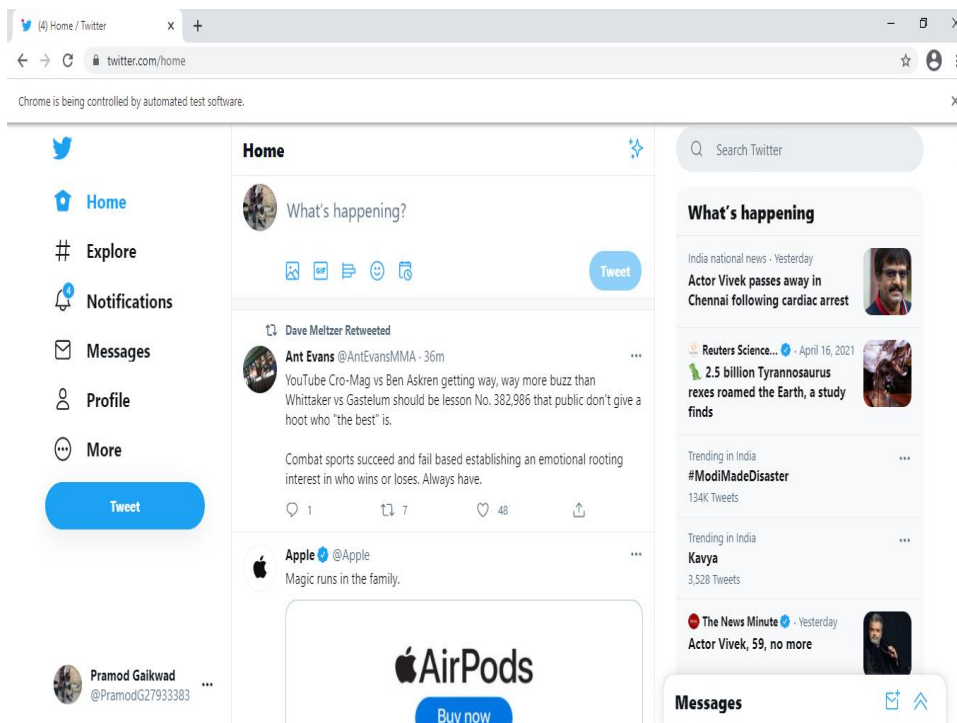 (4) Home / Twitter
twitter.com/home
Chrome is being controlled by automated test software.
Home
Explore
4
Notifications
Messages
Profile
More
Tweet
Pramod Gaikwad
@PramodG27933383
Home
What's happening?
GIF
Tweet
Dave Meltzer Retweeted
Ant Evans @AntEvansMMA · 36m
YouTube Cro-Mag vs Ben Askren getting way, way more buzz than
Whittaker vs Gastelum should be lesson No. 382,986 that public don't give a
hoot who "the best" is.
Combat sports succeed and fail based establishing an emotional rooting
interest in who wins or loses. Always have.
1 7 48
Apple @Apple
Magic runs in the family.
AirPods
Buy now
Search Twitter
What's happening
India national news · Yesterday
Actor Vivek passes away in
Chennai following cardiac arrest
Reuters Science... · April 16, 2021
🦖 2.5 billion Tyrannosaurus
rexes roamed the Earth, a study
finds
Trending in India
#ModiMadeDisaster
134K Tweets
Trending in India
Kavya
3,528 Tweets
The News Minute · Yesterday
Actor Vivek, 59, no more
Messages